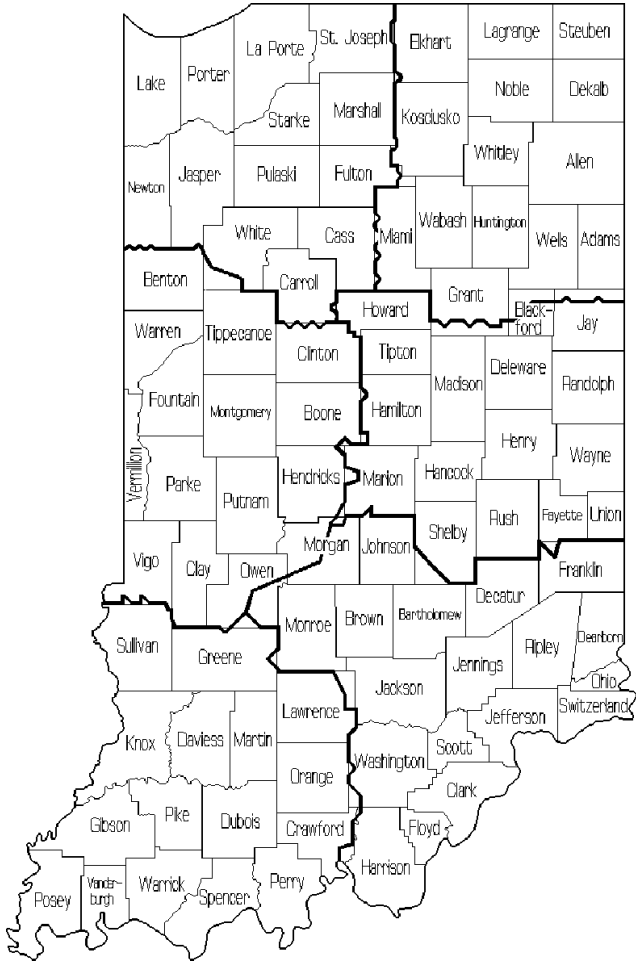 St. Joseph
Elkhart
Lagrange
Steuben
La Porte
Porter
Lake
Noble
Dekalb
Marshall
Kosciusko
Starke
Whitley
Allen
Jasper
Pulaski
Fulton
Newton
White
Cass
Miami
Wabash
Huntington
Wells
Adams
Benton
Carroll
Grant
Howard
Black-
ford
Jay
Warren
Tippecanoe
Clinton
Tipton
Madison
Deleware
Randolph
Fountain
Montgomery
Boone
Hamilton
Henry
Wayne
Vermillion
Parke
Putnam
Hendricks
Marion
Hancock
Shelby
Rush
Fayette
Union
Vigo
Clay
Owen
Morgan
Johnson
Franklin
Decatur
Monroe
Brown
Bartholomew
Dearborn
Sullivan
Greene
Jennings
Ripley
Ohio
Jackson
Switzerland
Lawrence
Jefferson
Knox
Daviess
Martin
Washington
Scott
Orange
Clark
Gibson
Pike
Dubois
Crawford
Floyd
Harrison
Posey
Vander-
burgh
Warrick
Spencer
Perry